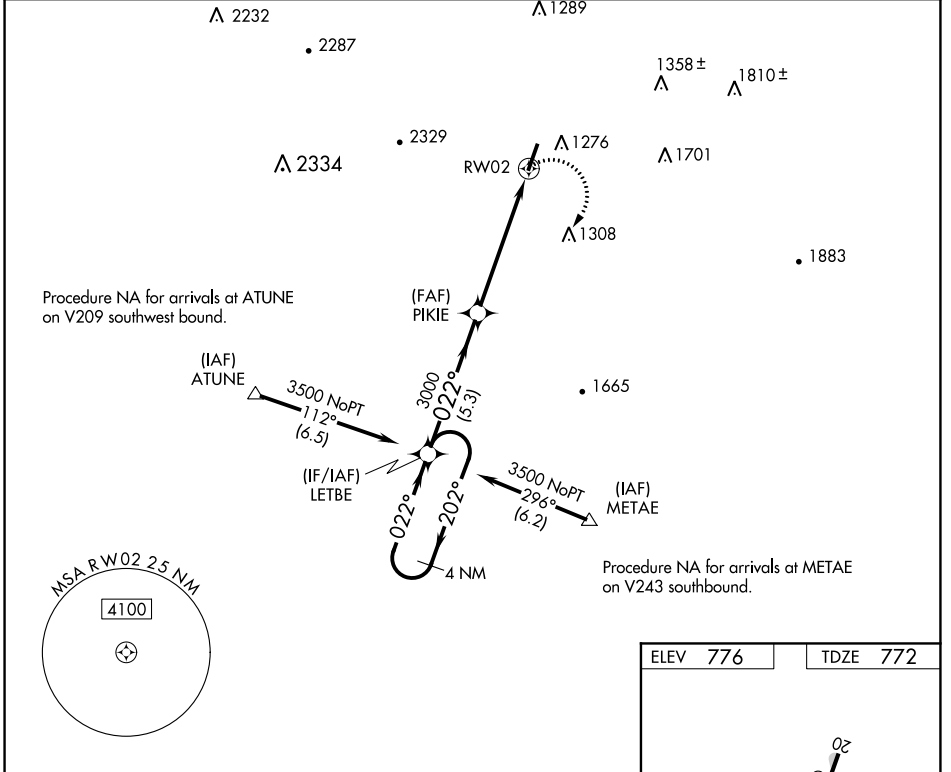 2232
1289
2287
1358 ±
1810 ±
2329
1276
2334
RW02
1701
1308
1883
Procedure NA for arrivals at ATUNE
on V209 southwest bound.
(FAF)
PIKIE
(IAF)
ATUNE
3500 NoPT
112°
(6.5)
3000
022°
(5.3)
1665
(IF/IAF)
LETBE
3500 NoPT
296°
(6.2)
(IAF)
METAE
022°
202°
4 NM
Procedure NA for arrivals at METAE
on V243 southbound.
MSA RW02 25 NM
4100
ELEV 776
TDZE 772
20